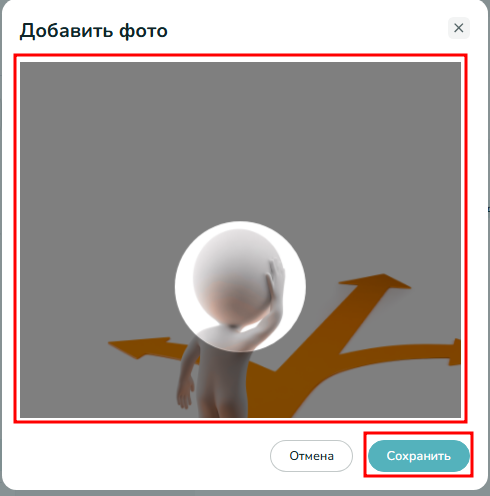 Добавить фото
Отмена
Сохранить